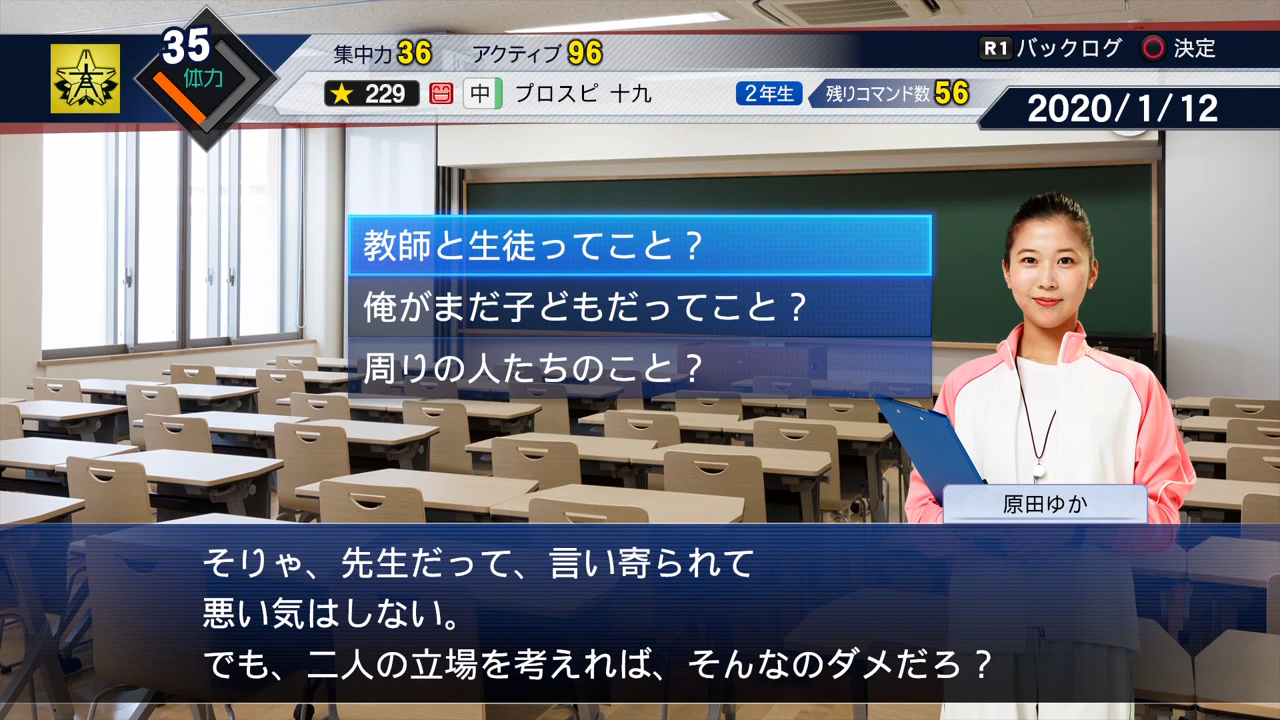 35
体力
集中力36 アクティブ96
R1 バックログ 決定
★ 229 中 プロスピ 十九
2年生 残りコマンド数56
2020/1/12
教師と生徒ってこと？
俺がまだ子どもだってこと？
周りの人たちのこと？
原田ゆか
そりゃ、先生だって、言い寄られて
悪い気はしない。
でも、二人の立場を考えれば、そんなのダメだろ？